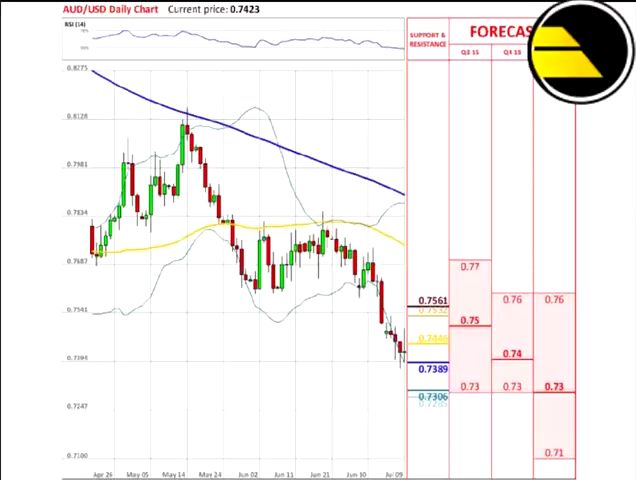 AUD/USD Daily Chart Current price: 0.7423
RSI (14)
SUPPORT &
RESISTANCE
FORECAS
Q3 15
Q4 15
0.8275
0.8128
0.7981
0.7834
0.7687
0.7541
0.7394
0.7247
0.7100
0.7561
0.7532
0.7446
0.7389
0.7306
0.77
0.75
0.73
0.76
0.74
0.73
0.76
0.73
0.71
Apr 26 May 05 May 14 May 24 Jun 02 Jun 11 Jun 21 Jun 30 Jul 09